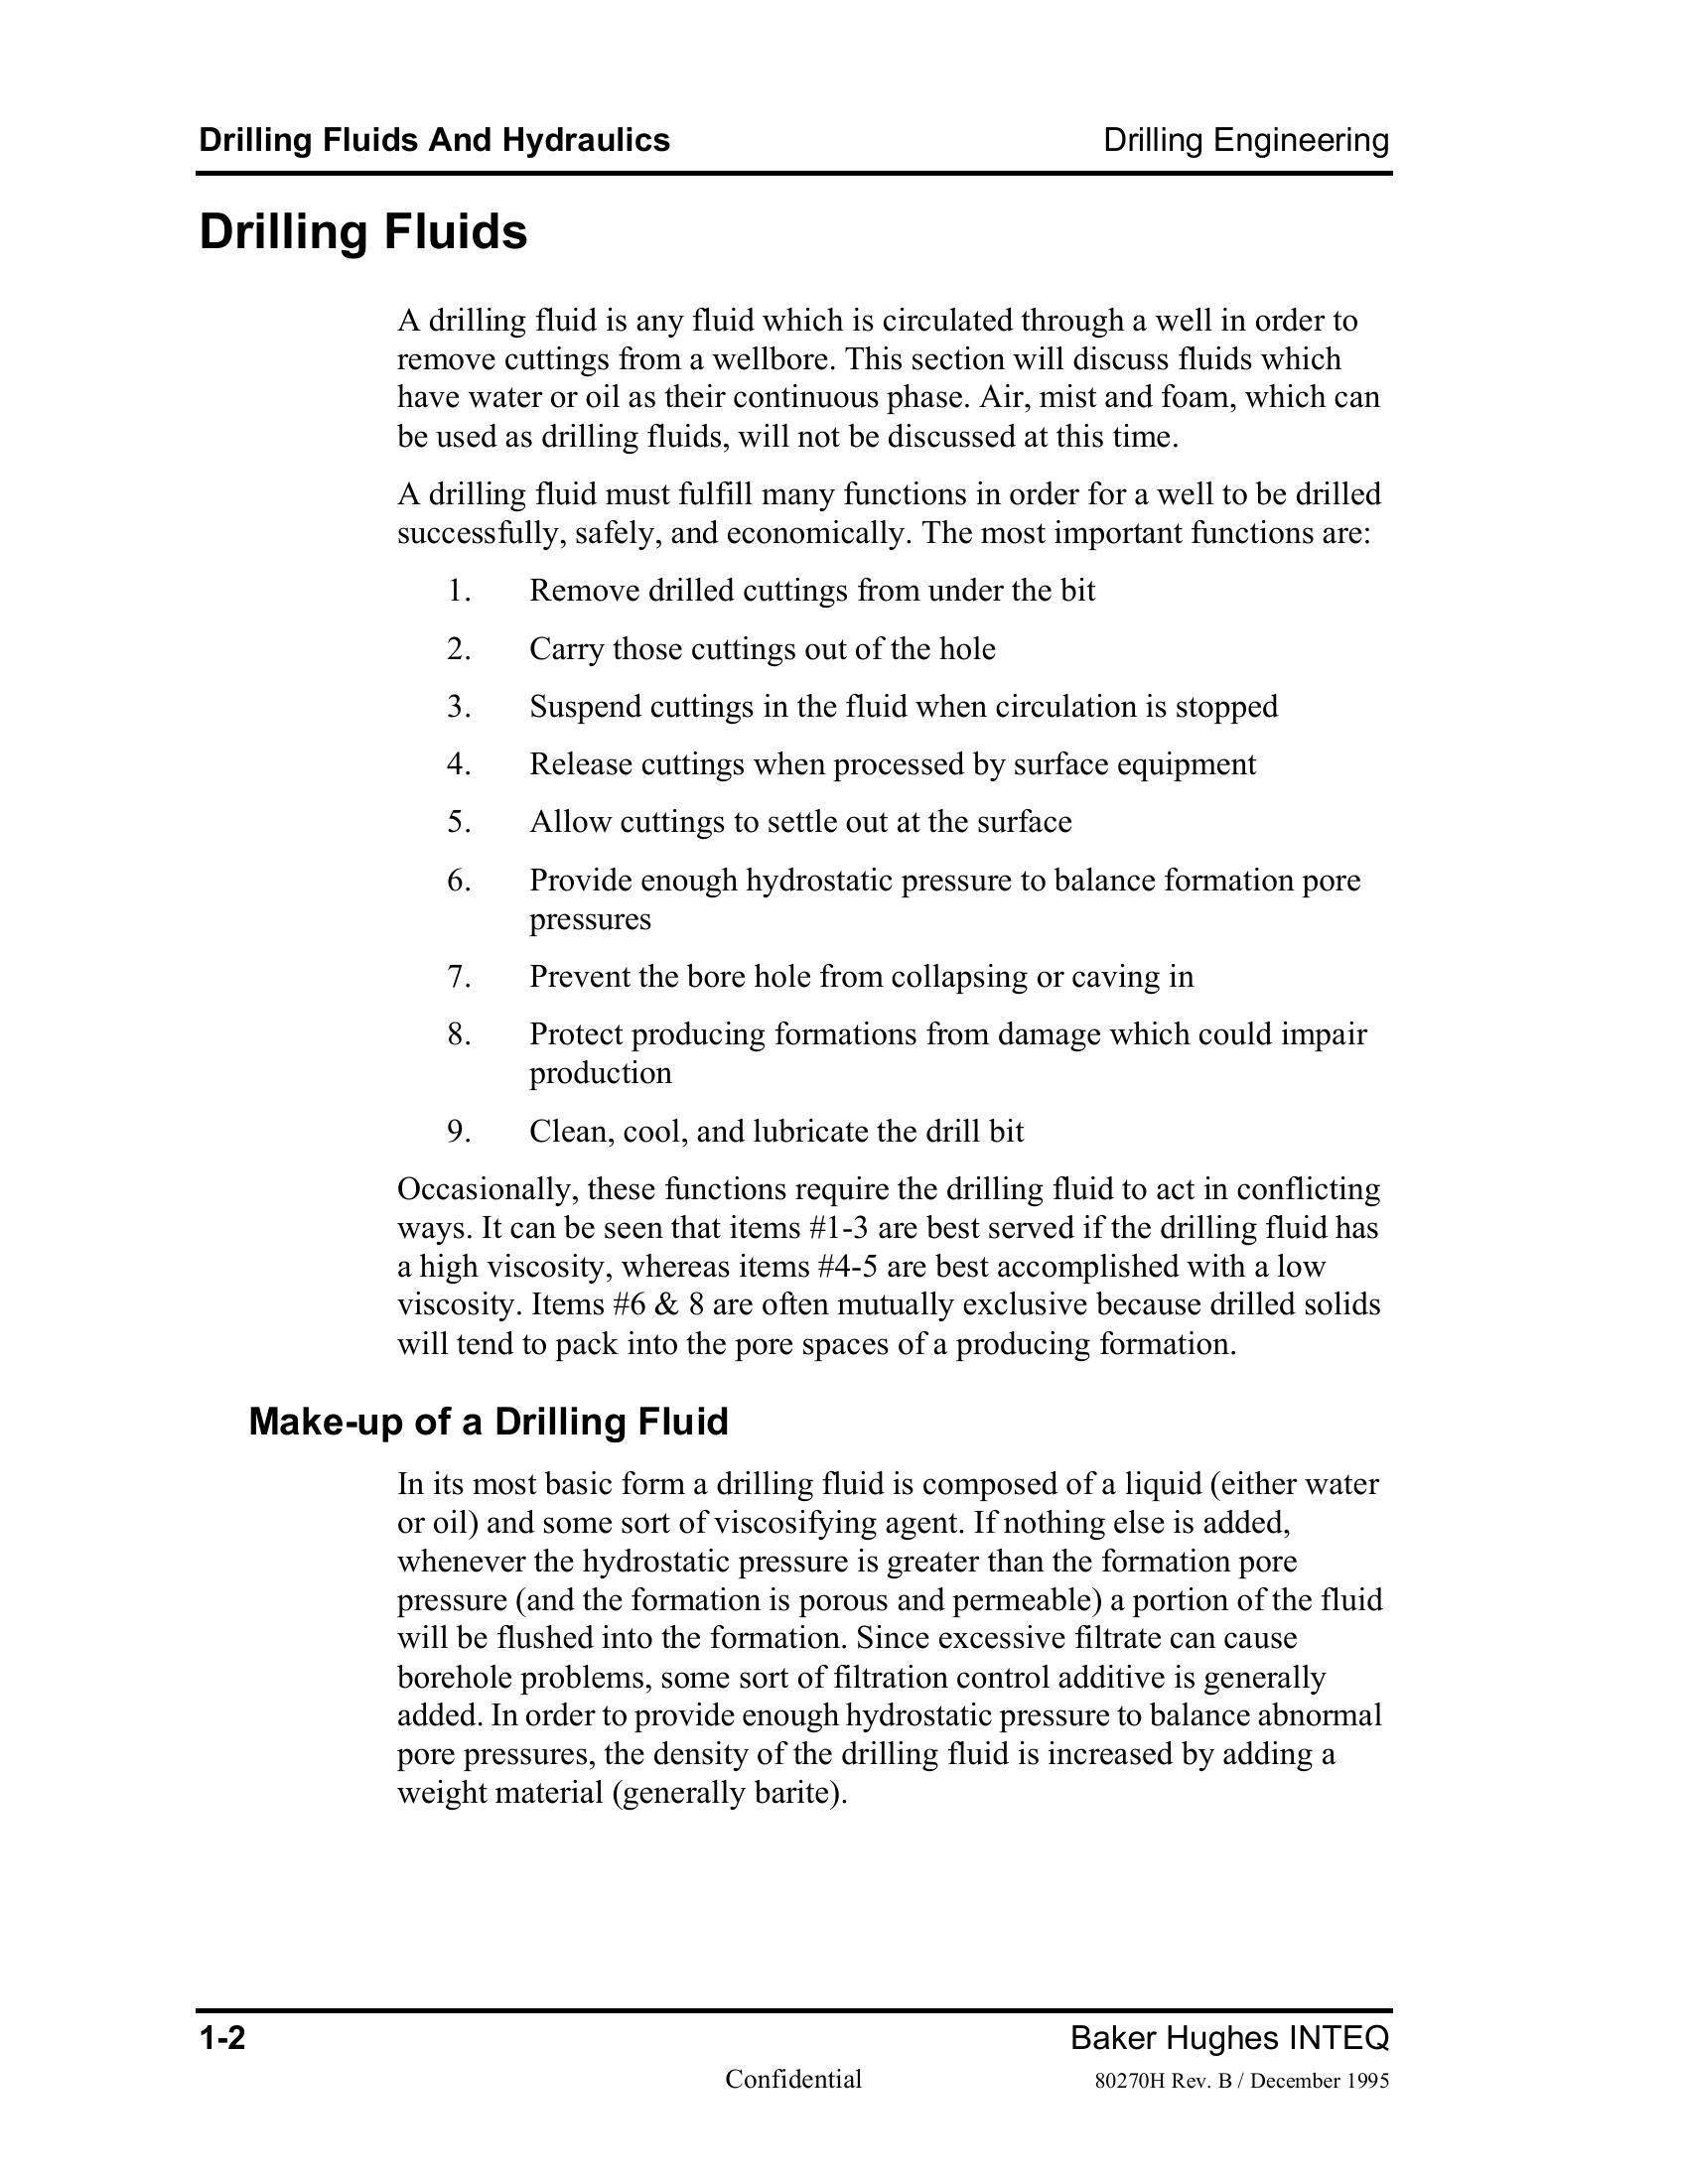 Drilling Fluids And Hydraulics Drilling Engineering
Drilling Fluids
A drilling fluid is any fluid which is circulated through a well in order to
remove cuttings from a wellbore. This section will discuss fluids which
have water or oil as their continuous phase. Air, mist and foam, which can
be used as drilling fluids, will not be discussed at this time.
A drilling fluid must fulfill many functions in order for a well to be drilled
successfully, safely, and economically. The most important functions are:
1. Remove drilled cuttings from under the bit
2. Carry those cuttings out of the hole
3. Suspend cuttings in the fluid when circulation is stopped
4. Release cuttings when processed by surface equipment
5. Allow cuttings to settle out at the surface
6. Provide enough hydrostatic pressure to balance formation pore
pressures
7. Prevent the bore hole from collapsing or caving in
8. Protect producing formations from damage which could impair
production
9. Clean, cool, and lubricate the drill bit
Occasionally, these functions require the drilling fluid to act in conflicting
ways. It can be seen that items #1-3 are best served if the drilling fluid has
a high viscosity, whereas items #4-5 are best accomplished with a low
viscosity. Items #6 & 8 are often mutually exclusive because drilled solids
will tend to pack into the pore spaces of a producing formation.
Make-up of a Drilling Fluid
In its most basic form a drilling fluid is composed of a liquid (either water
or oil) and some sort of viscosifying agent. If nothing else is added,
whenever the hydrostatic pressure is greater than the formation pore
pressure (and the formation is porous and permeable) a portion of the fluid
will be flushed into the formation. Since excessive filtrate can cause
borehole problems, some sort of filtration control additive is generally
added. In order to provide enough hydrostatic pressure to balance abnormal
pore pressures, the density of the drilling fluid is increased by adding a
weight material (generally barite).
1-2 Baker Hughes INTEQ
Confidential 80270H Rev. B / December 1995